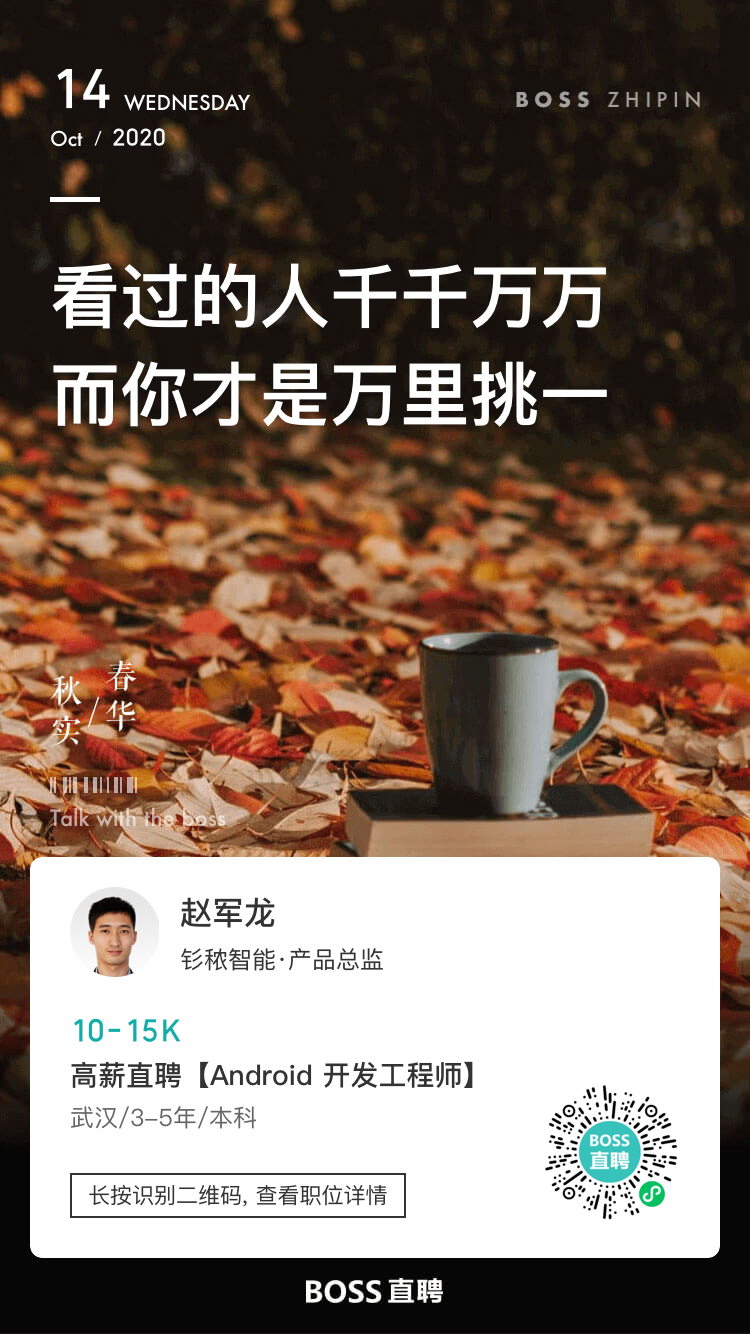 14 WEDNESDAY
Oct / 2020
BOSS ZHIPIN
看过的人千千万万
而你才是万里挑一
春华/秋实
Talk with the boss
赵军龙
钐秾智能·产品总监
10-15K
高薪直聘【Android 开发工程师】
武汉/3-5年/本科
BOSS
直聘
长按识别二维码, 查看职位详情
BOSS直聘